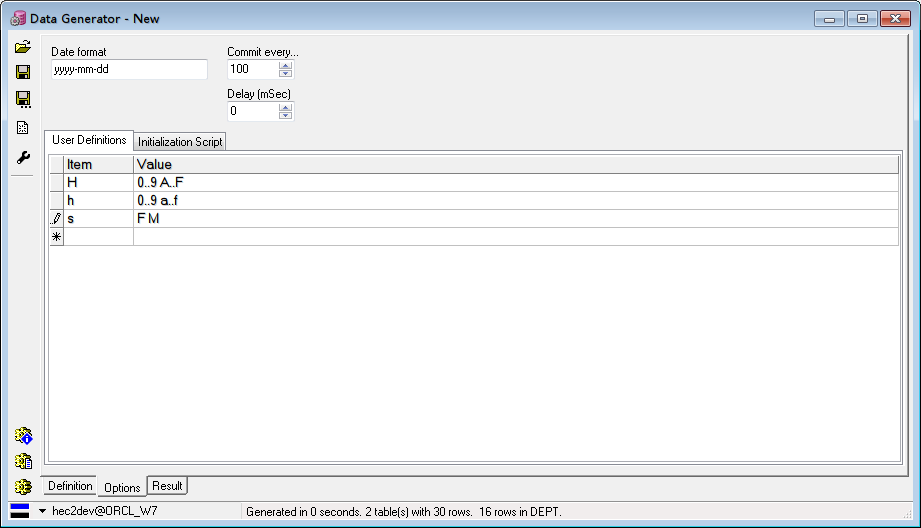 Data Generator - New
Date format
Commit every...
yyyy-mm-dd
100
Delay (mSec)
0
User Definitions
Initialization Script
Item Value
H 0..9 A..F
h 0..9 a..f
s F M
Definition
Options
Result
hec2dev@ORCL_W7
Generated in 0 seconds. 2 table(s) with 30 rows. 16 rows in DEPT.